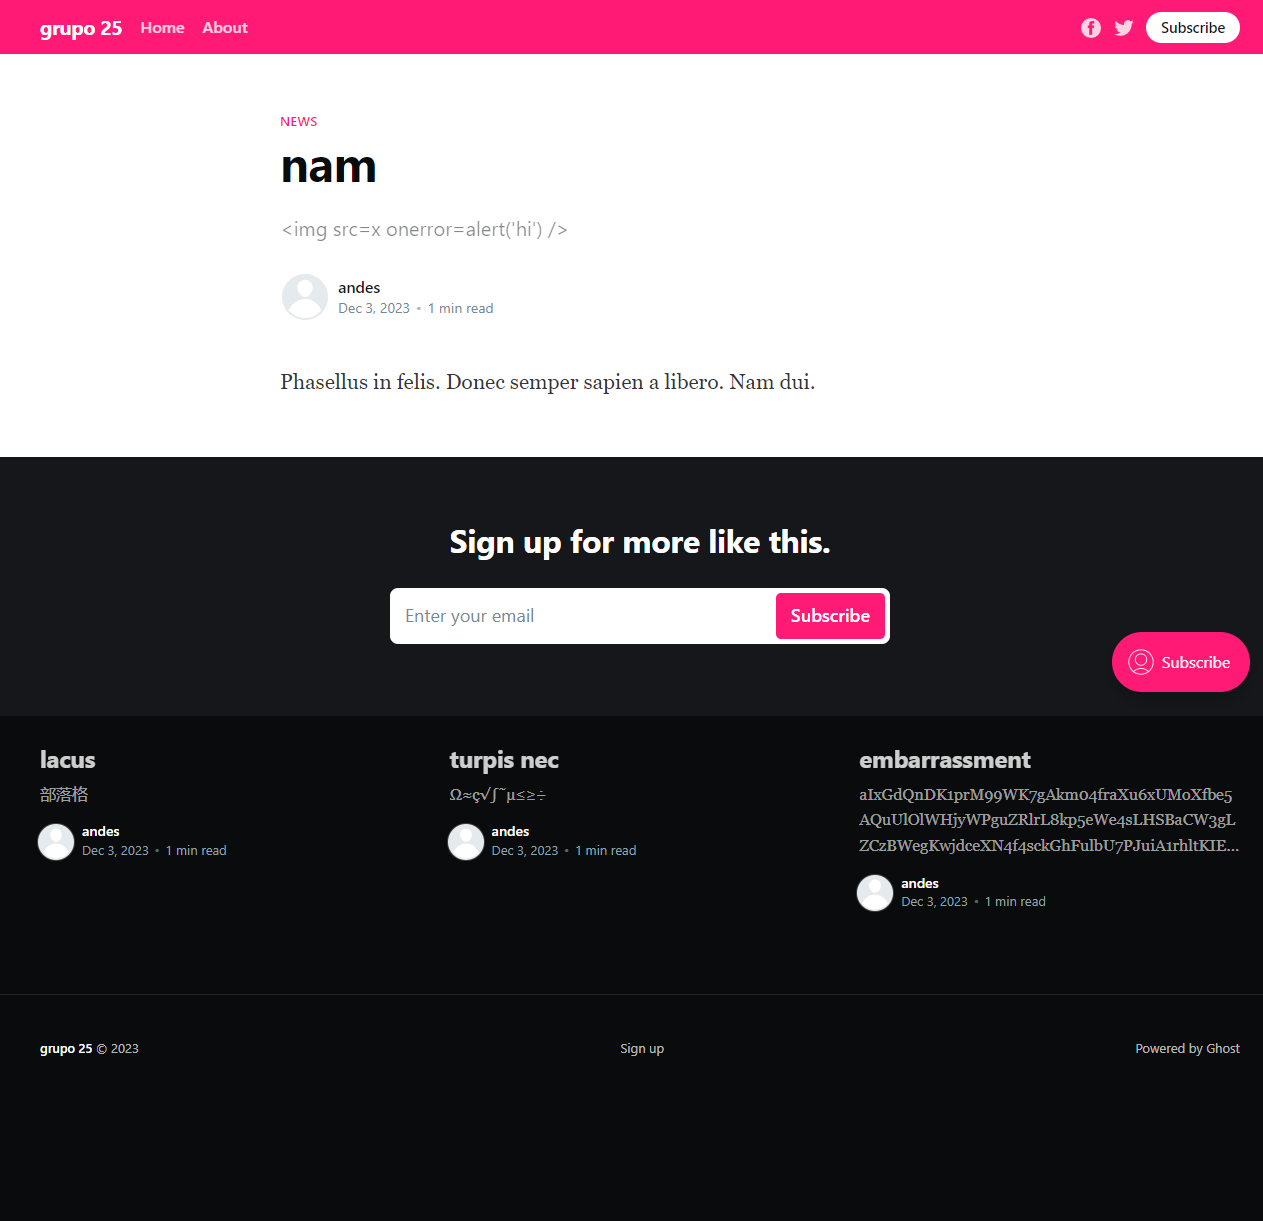 grupo 25 Home About Subscribe
NEWS
nam
<img src=x onerror=alert('hi') />
andes
Dec 3, 2023 • 1 min read
Phasellus in felis. Donec semper sapien a libero. Nam dui.
Sign up for more like this.
Enter your email Subscribe
Subscribe
lacus
部落格
andes
Dec 3, 2023 • 1 min read
turpis nec
Ω≈ç√∫˜µ≤≥÷
andes
Dec 3, 2023 • 1 min read
embarrassment
aIxGdQnDK1prM99WK7gAkm04fraXu6xUMoXfbe5
AQuUlOlWHjyWPguZRlrL8kp5eWe4sLHSBaCW3gL
ZCzBWegKwjdceXN4f4sckGhFulbU7PJuiA1rhltKIE...
andes
Dec 3, 2023 • 1 min read
grupo 25 © 2023
Sign up
Powered by Ghost